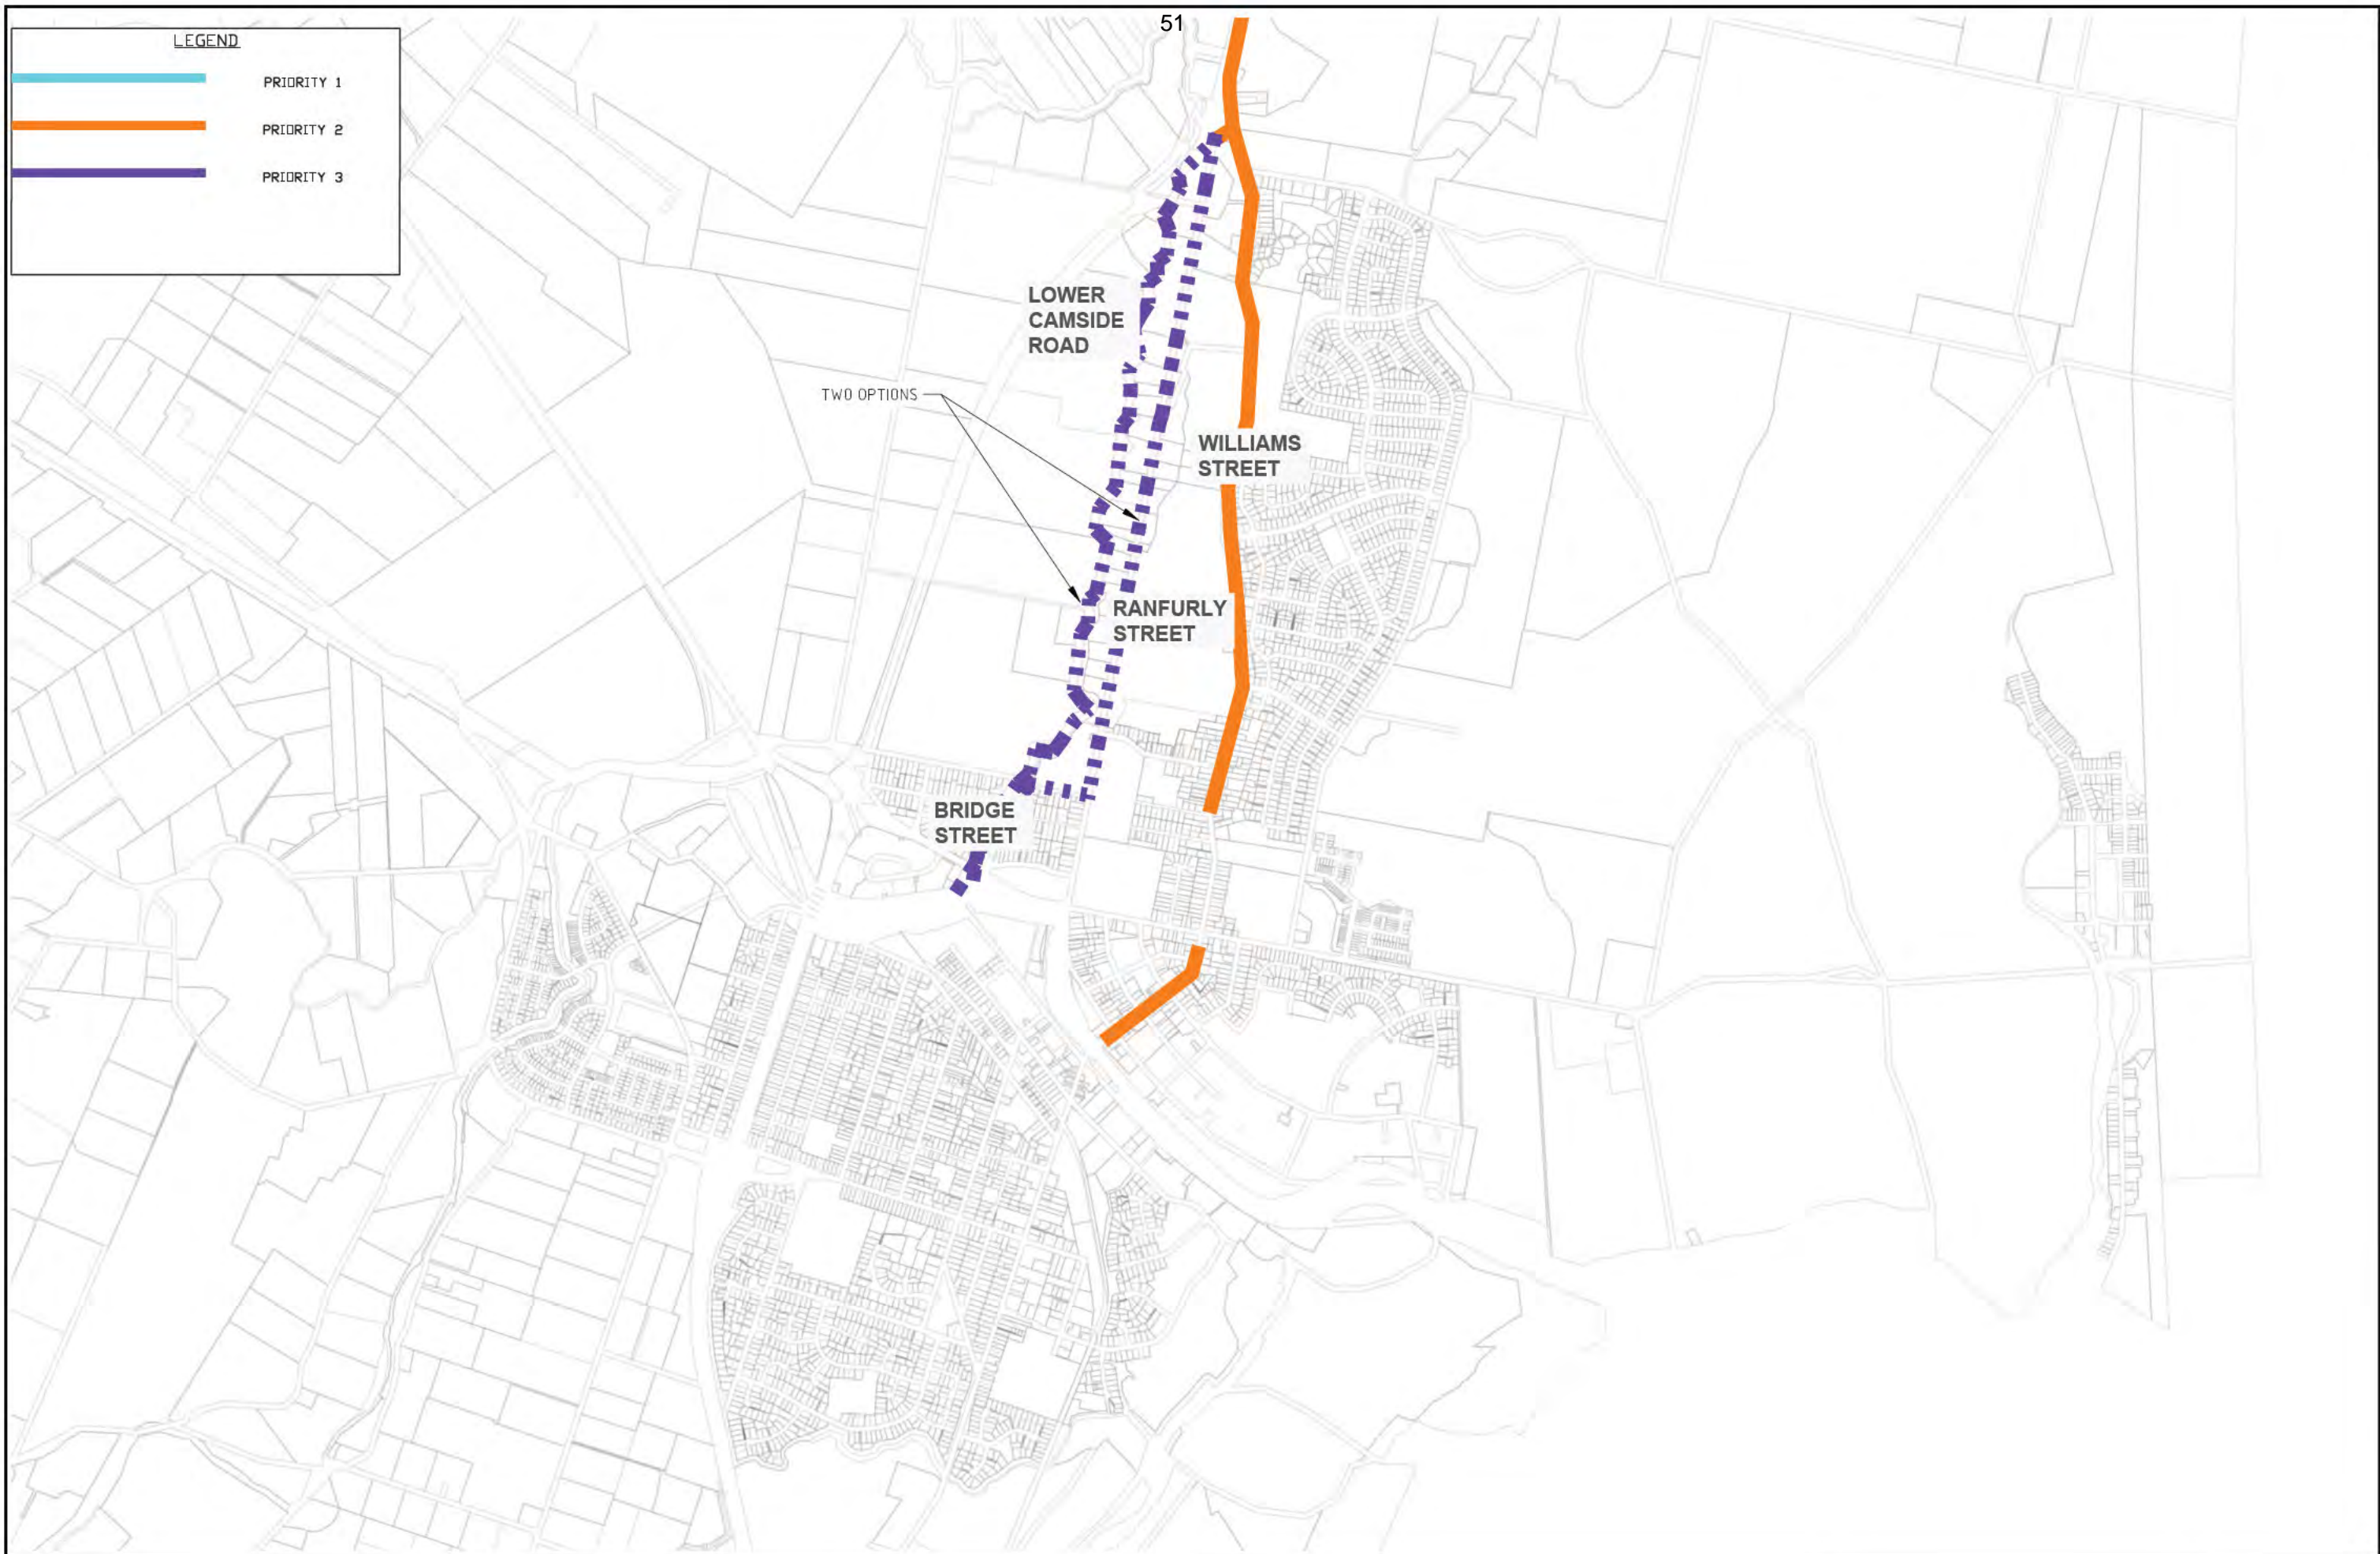 51
LEGEND
PRIORITY 1
PRIORITY 2
PRIORITY 3
LOWER
CAMSIDE
ROAD
TWO OPTIONS
WILLIAMS
STREET
RANFURLY
STREET
BRIDGE
STREET